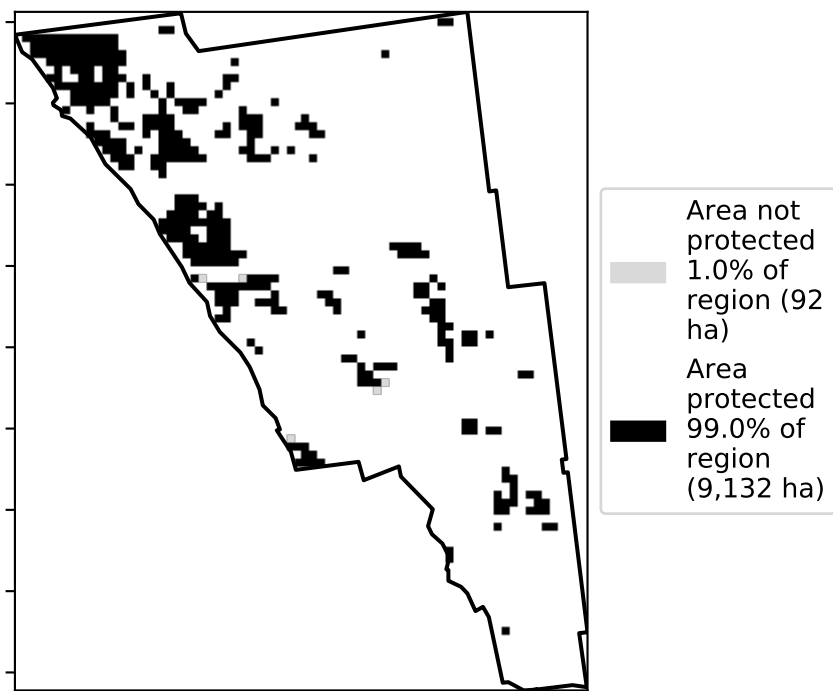 Area not
protected
1.0% of
region (92
ha)
Area
protected
99.0% of
region
(9,132 ha)